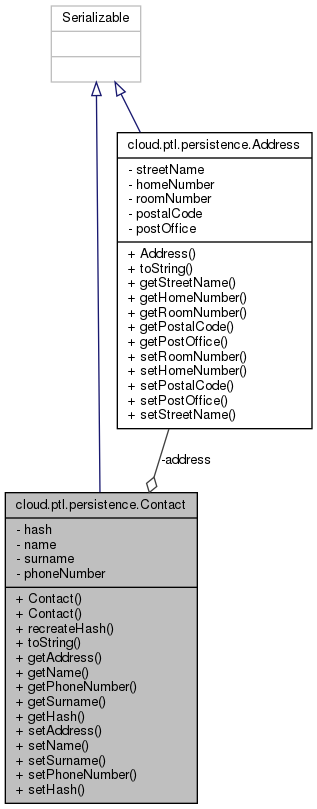 Serializable
cloud.ptl.persistence.Address
- streetName
- homeNumber
- roomNumber
- postalCode
- postOffice
+ Address()
+ toString()
+ getStreetName()
+ getHomeNumber()
+ getRoomNumber()
+ getPostalCode()
+ getPostOffice()
+ setRoomNumber()
+ setHomeNumber()
+ setPostalCode()
+ setPostOffice()
+ setStreetName()
-address
cloud.ptl.persistence.Contact
- hash
- name
- surname
- phoneNumber
+ Contact()
+ Contact()
+ recreateHash()
+ toString()
+ getAddress()
+ getName()
+ getPhoneNumber()
+ getSurname()
+ getHash()
+ setAddress()
+ setName()
+ setSurname()
+ setPhoneNumber()
+ setHash()